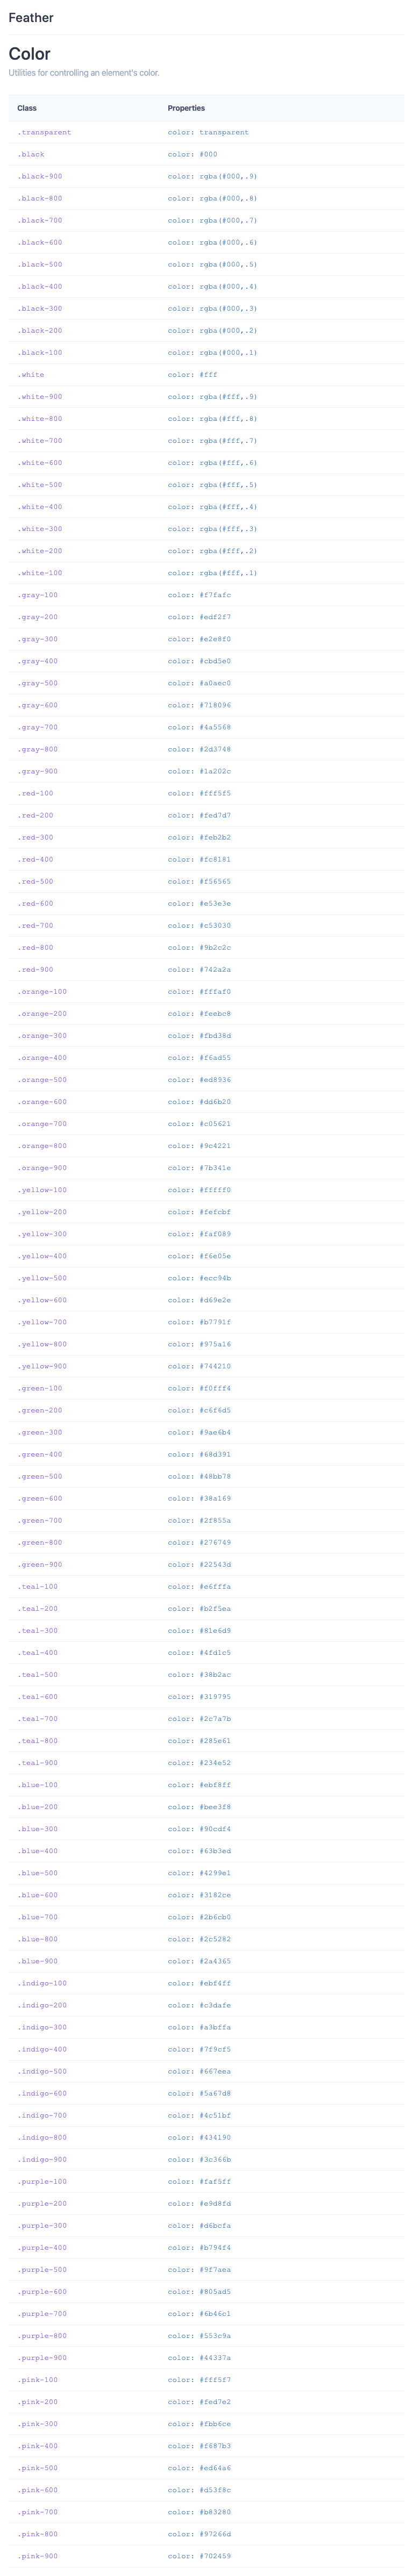 Feather
Color
Utilities for controlling an element's color.
Class Properties
.transparent color: transparent
.black color: #000
.black-900 color: rgba(#000,.9)
.black-800 color: rgba(#000,.8)
.black-700 color: rgba(#000,.7)
.black-600 color: rgba(#000,.6)
.black-500 color: rgba(#000,.5)
.black-400 color: rgba(#000,.4)
.black-300 color: rgba(#000,.3)
.black-200 color: rgba(#000,.2)
.black-100 color: rgba(#000,.1)
.white color: #fff
.white-900 color: rgba(#fff,.9)
.white-800 color: rgba(#fff,.8)
.white-700 color: rgba(#fff,.7)
.white-600 color: rgba(#fff,.6)
.white-500 color: rgba(#fff,.5)
.white-400 color: rgba(#fff,.4)
.white-300 color: rgba(#fff,.3)
.white-200 color: rgba(#fff,.2)
.white-100 color: rgba(#fff,.1)
.gray-100 color: #f7fafc
.gray-200 color: #edf2f7
.gray-300 color: #e2e8f0
.gray-400 color: #cbd5e0
.gray-500 color: #a0aec0
.gray-600 color: #718096
.gray-700 color: #4a5568
.gray-800 color: #2d3748
.gray-900 color: #1a202c
.red-100 color: #fff5f5
.red-200 color: #fed7d7
.red-300 color: #feb2b2
.red-400 color: #fc8181
.red-500 color: #f56565
.red-600 color: #e53e3e
.red-700 color: #c53030
.red-800 color: #9b2c2c
.red-900 color: #742a2a
.orange-100 color: #fffaf0
.orange-200 color: #feebc8
.orange-300 color: #fbd38d
.orange-400 color: #f6ad55
.orange-500 color: #ed8936
.orange-600 color: #dd6b20
.orange-700 color: #c05621
.orange-800 color: #9c4221
.orange-900 color: #7b341e
.yellow-100 color: #fffff0
.yellow-200 color: #fefcbf
.yellow-300 color: #faf089
.yellow-400 color: #f6e05e
.yellow-500 color: #ecc94b
.yellow-600 color: #d69e2e
.yellow-700 color: #b7791f
.yellow-800 color: #975a16
.yellow-900 color: #744210
.green-100 color: #f0fff4
.green-200 color: #c6f6d5
.green-300 color: #9ae6b4
.green-400 color: #68d391
.green-500 color: #48bb78
.green-600 color: #38a169
.green-700 color: #2f855a
.green-800 color: #276749
.green-900 color: #22543d
.teal-100 color: #e6fffa
.teal-200 color: #b2f5ea
.teal-300 color: #81e6d9
.teal-400 color: #4fd1c5
.teal-500 color: #38b2ac
.teal-600 color: #319795
.teal-700 color: #2c7a7b
.teal-800 color: #285e61
.teal-900 color: #234e52
.blue-100 color: #ebf8ff
.blue-200 color: #bee3f8
.blue-300 color: #90cdf4
.blue-400 color: #63b3ed
.blue-500 color: #4299e1
.blue-600 color: #3182ce
.blue-700 color: #2b6cb0
.blue-800 color: #2c5282
.blue-900 color: #2a4365
.indigo-100 color: #ebf4ff
.indigo-200 color: #c3dafe
.indigo-300 color: #a3bffa
.indigo-400 color: #7f9cf5
.indigo-500 color: #667eea
.indigo-600 color: #5a67d8
.indigo-700 color: #4c51bf
.indigo-800 color: #434190
.indigo-900 color: #3c366b
.purple-100 color: #faf5ff
.purple-200 color: #e9d8fd
.purple-300 color: #d6bcfa
.purple-400 color: #b794f4
.purple-500 color: #9f7aea
.purple-600 color: #805ad5
.purple-700 color: #6b46c1
.purple-800 color: #553c9a
.purple-900 color: #44337a
.pink-100 color: #fff5f7
.pink-200 color: #fed7e2
.pink-300 color: #fbb6ce
.pink-400 color: #f687b3
.pink-500 color: #ed64a6
.pink-600 color: #d53f8c
.pink-700 color: #b83280
.pink-800 color: #97266d
.pink-900 color: #702459